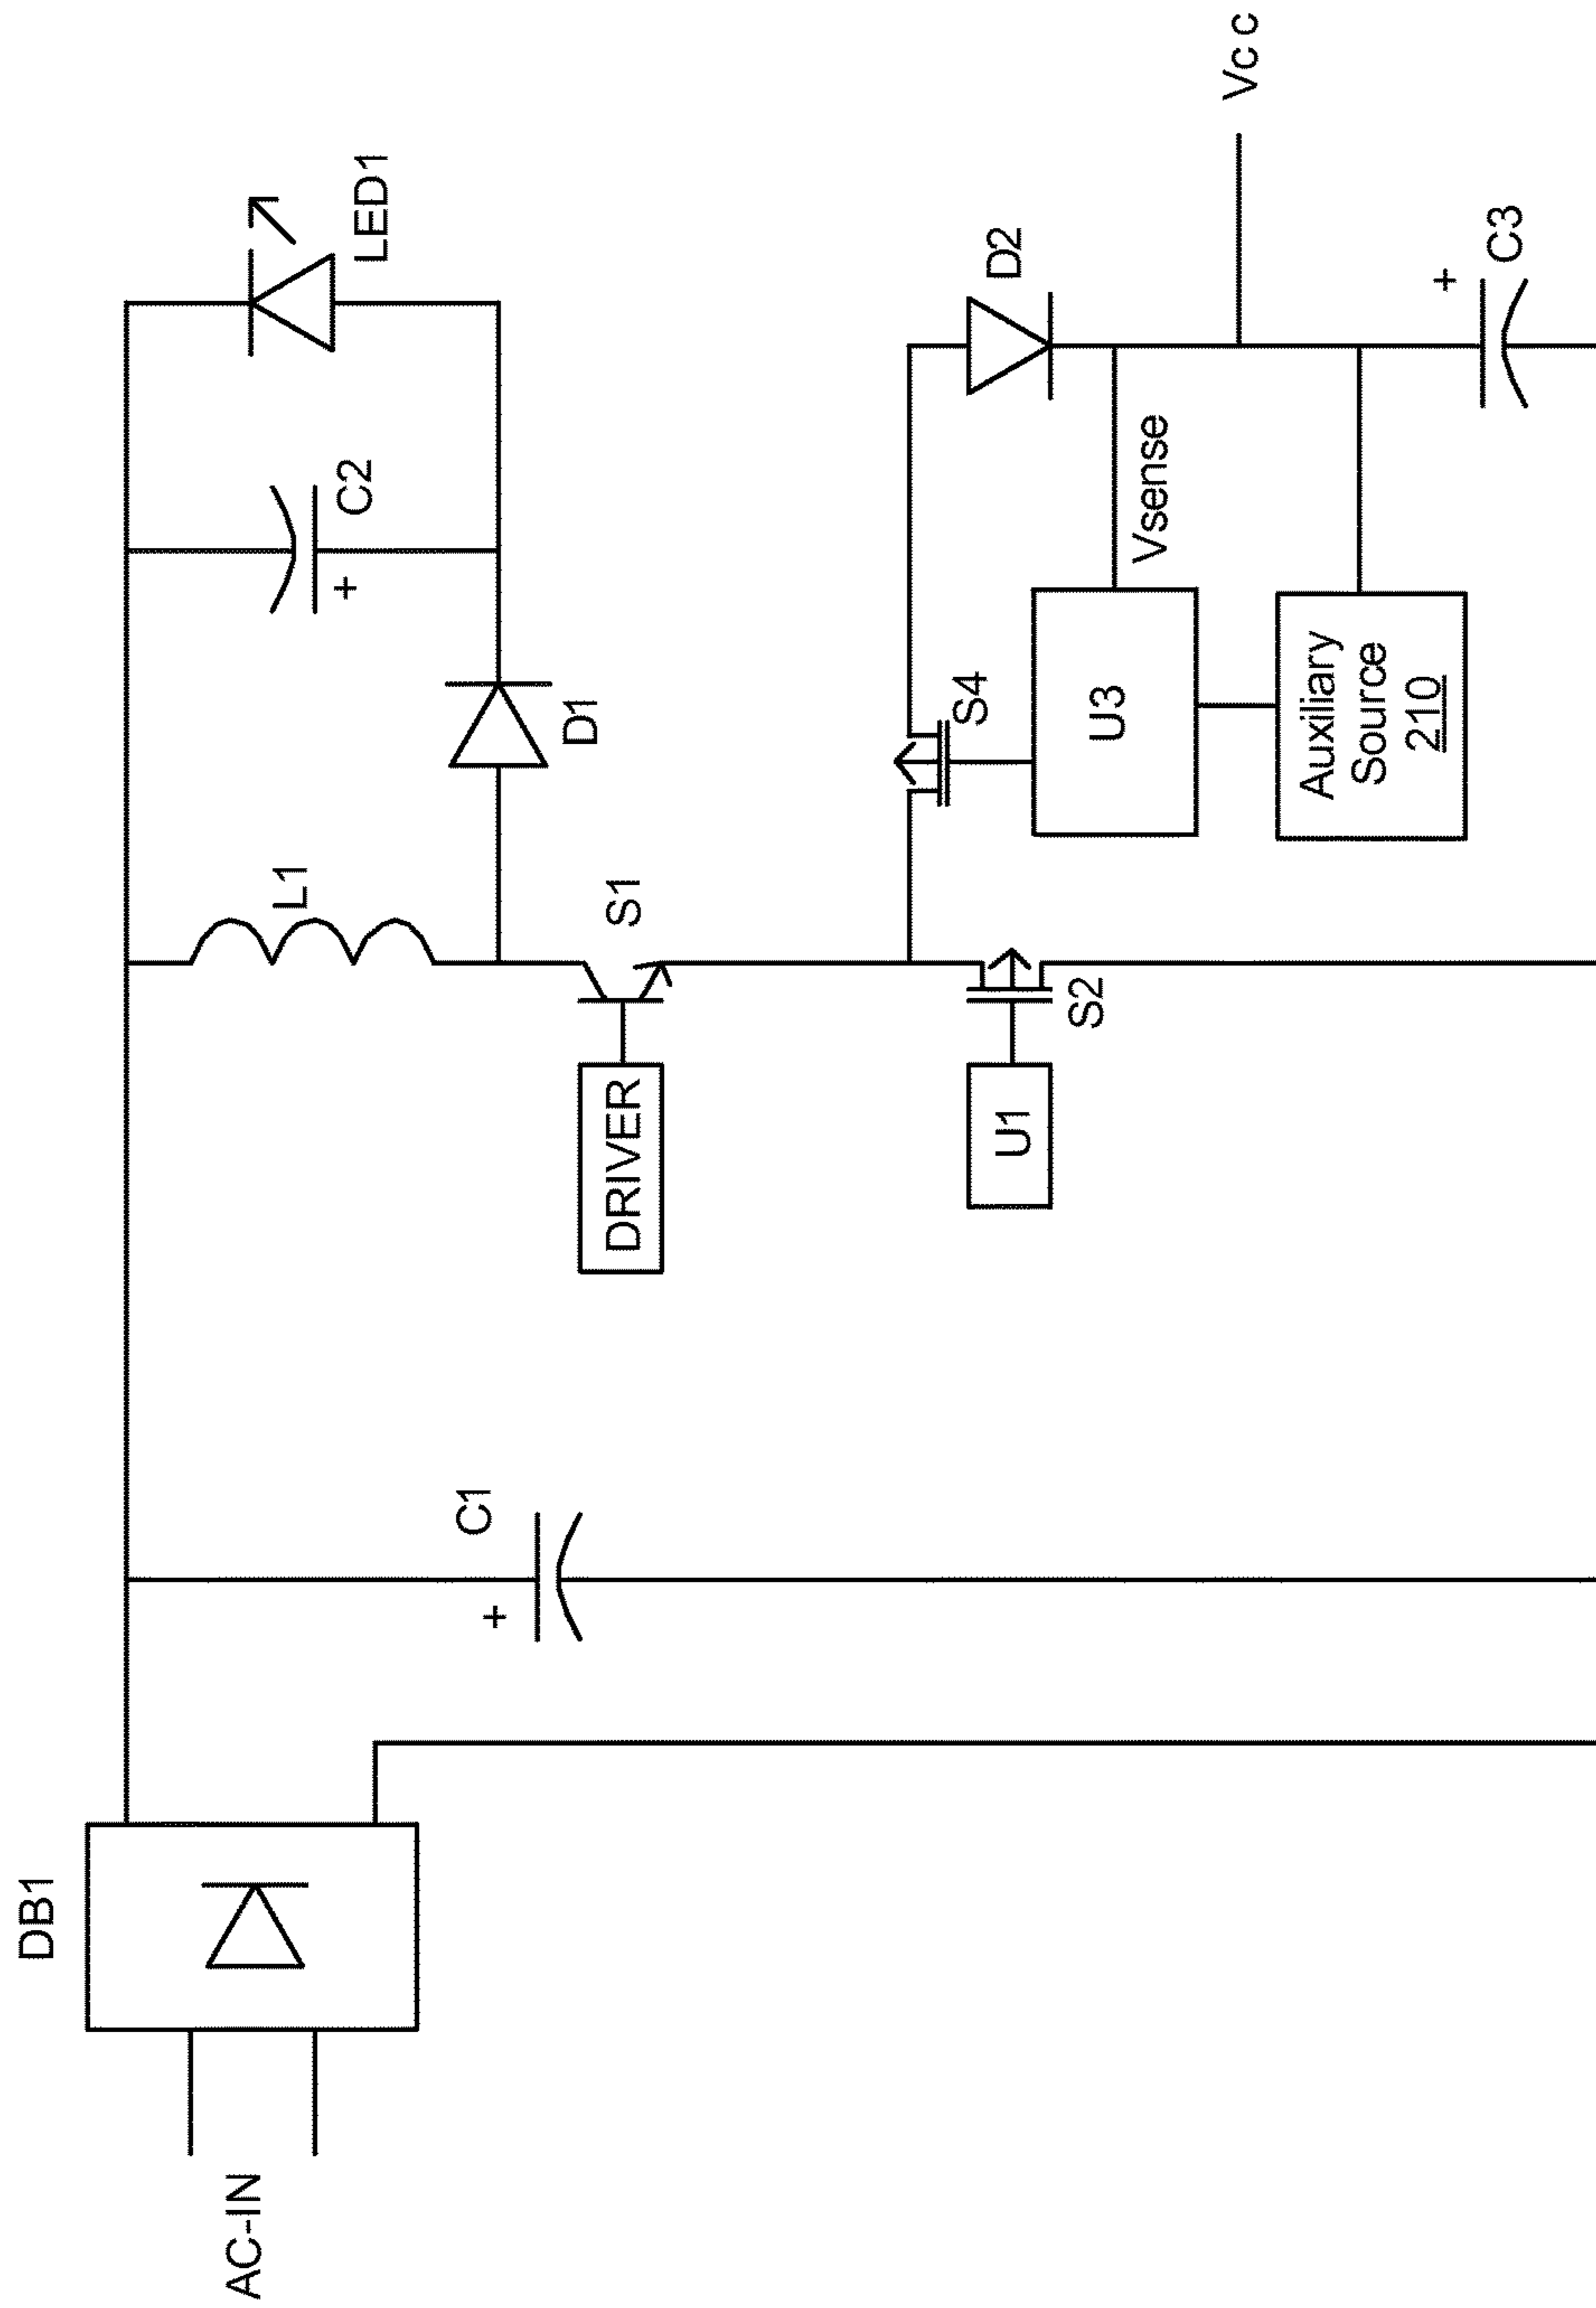 DB1
AC-IN
C1
+
L1
C2
+
LED1
D1
S1
DRIVER
U1
S2
S4
D2
U3
Vsense
Vcc
Auxiliary
Source
210
+
C3